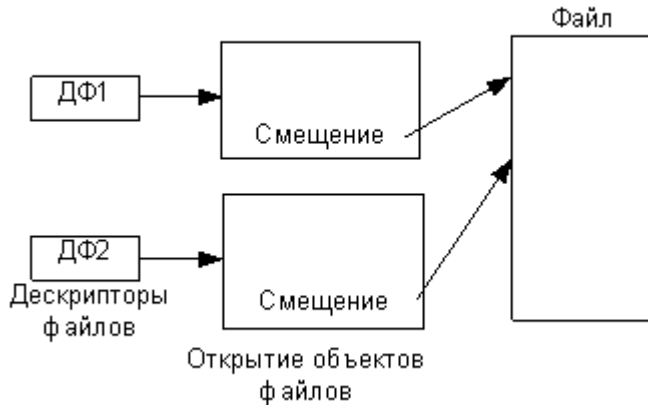 Файл
ДФ1
Смещение
ДФ2
Смещение
Дескрипторы
файлов
Открытие объектов
файлов